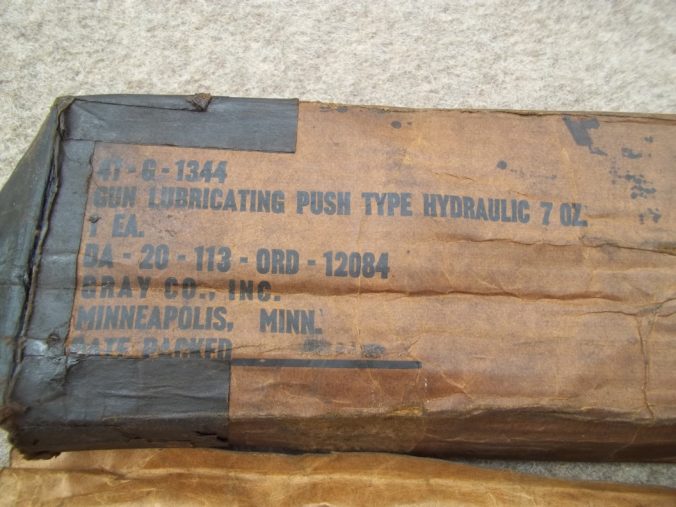 41-G-1344
GUN LUBRICATING PUSH TYPE HYDRAULIC 7 OZ.
1 EA.
DA-20-113-ORD-12084
GRAY CO., INC.
MINNEAPOLIS, MINN.
DATE PACKED